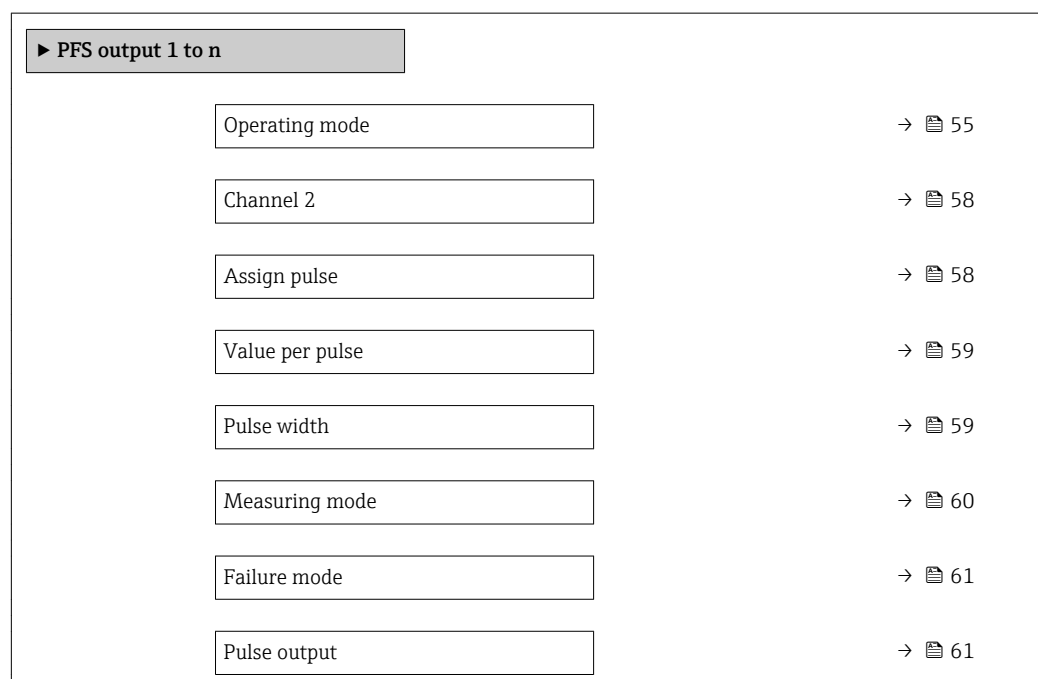 ► PFS output 1 to n
Operating mode → 55
Channel 2 → 58
Assign pulse → 58
Value per pulse → 59
Pulse width → 59
Measuring mode → 60
Failure mode → 61
Pulse output → 61